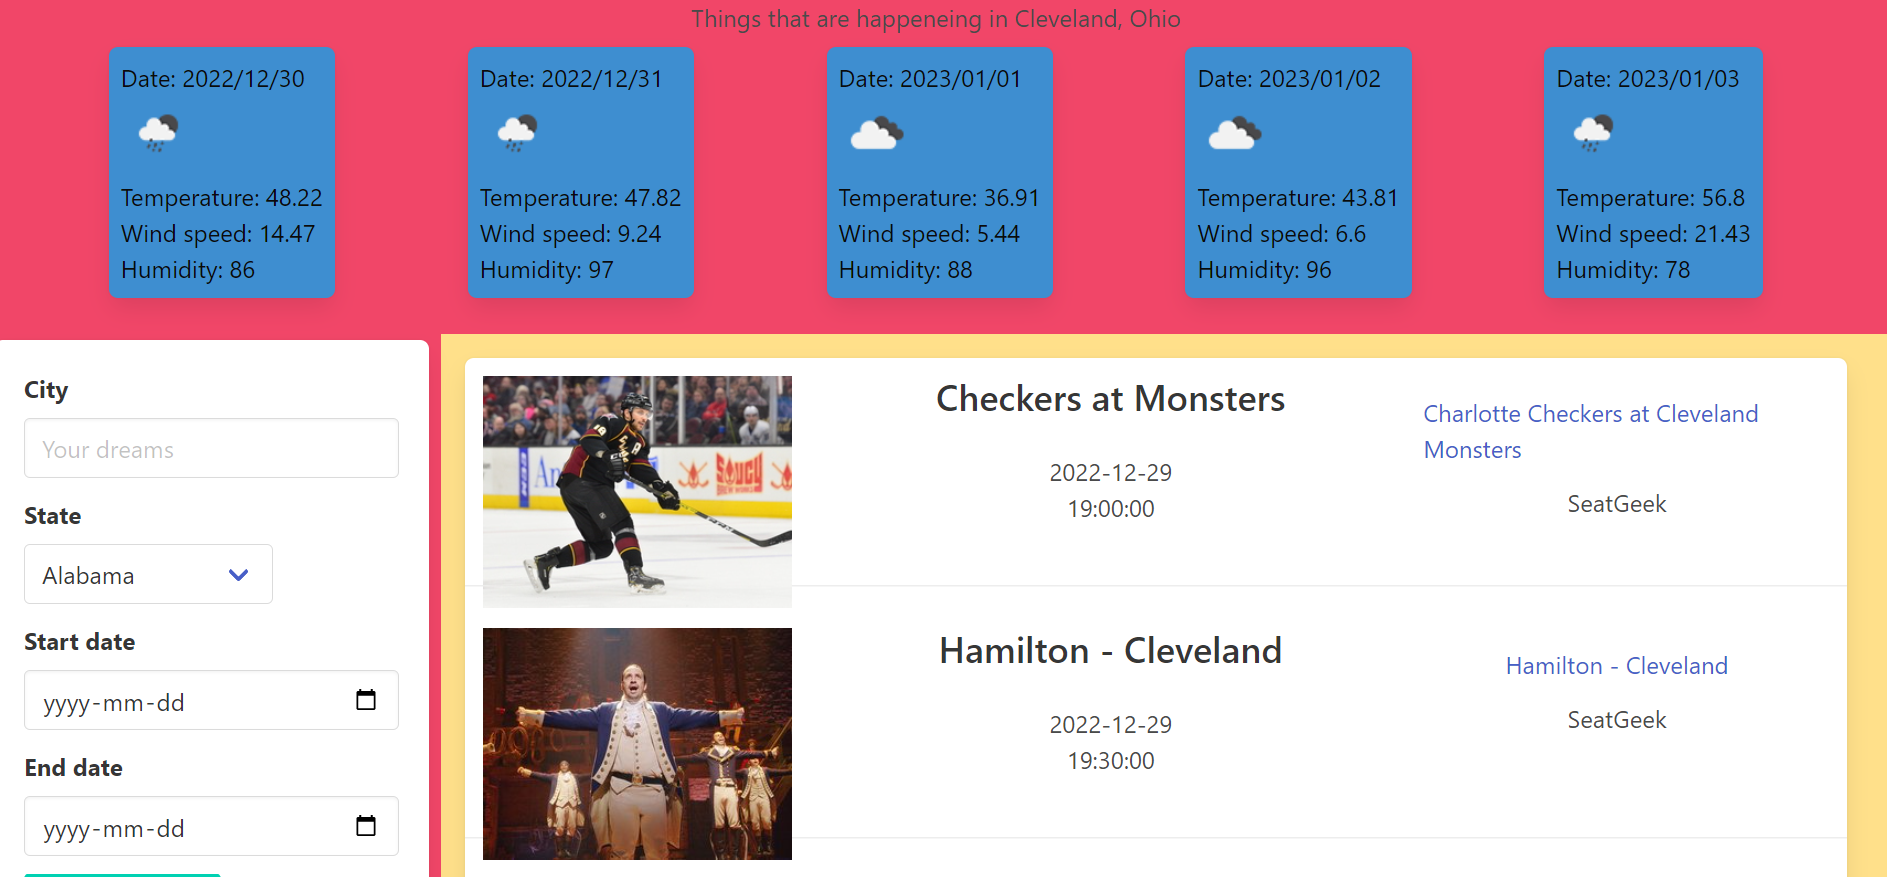 Things that are happeneing in Cleveland, Ohio
Date: 2022/12/30
Temperature: 48.22
Wind speed: 14.47
Humidity: 86
Date: 2022/12/31
Temperature: 47.82
Wind speed: 9.24
Humidity: 97
Date: 2023/01/01
Temperature: 36.91
Wind speed: 5.44
Humidity: 88
Date: 2023/01/02
Temperature: 43.81
Wind speed: 6.6
Humidity: 96
Date: 2023/01/03
Temperature: 56.8
Wind speed: 21.43
Humidity: 78
City
Your dreams
State
Alabama
Start date
yyyy-mm-dd
End date
yyyy-mm-dd
SAUCY
Checkers at Monsters
2022-12-29
19:00:00
Charlotte Checkers at Cleveland
Monsters
SeatGeek
Hamilton - Cleveland
2022-12-29
19:30:00
Hamilton - Cleveland
SeatGeek